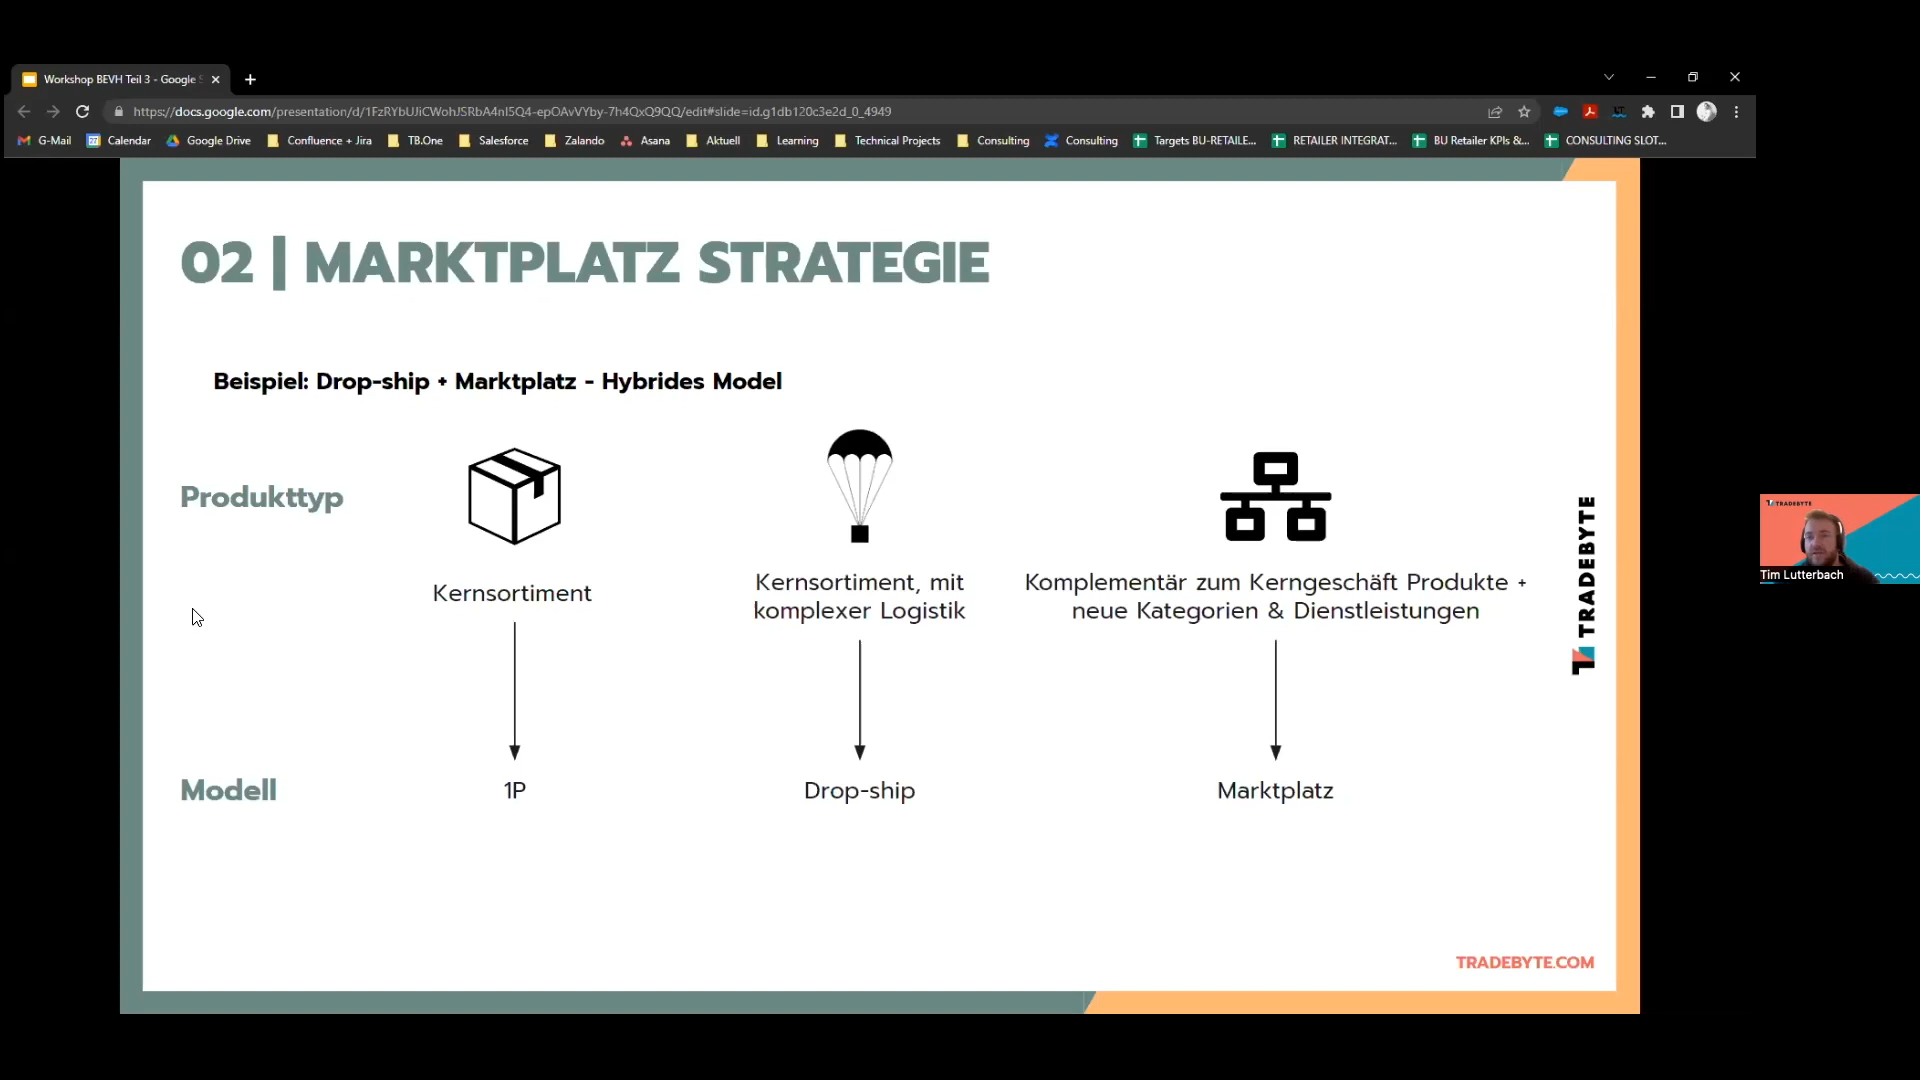 Workshop BEVH Teil 3 - Google S
https://docs.google.com/presentation/d/1FzRYbUJiCWohJSRbA4nI5Q4-epOAvVYby-7h4QxQ9QQ/edit#slide=id.g1db120c3e2d_0_4949
G-Mail Calendar Google Drive Confluence + Jira TB.One Salesforce Zalando Asana Aktuell Learning Technical Projects Consulting Consulting Targets BU-RETAILE... RETAILER INTEGRAT... BU Retailer KPIs &... CONSULTING SLOT...
02 | MARKTPLATZ STRATEGIE
Beispiel: Drop-ship + Marktplatz - Hybrides Model
Produkttyp
Kernsortiment
Kernsortiment, mit
komplexer Logistik
Komplementär zum Kerngeschäft Produkte +
neue Kategorien & Dienstleistungen
Modell
1P
Drop-ship
Marktplatz
TRADEBYTE
TRADEBYTE.COM
TRADEBYTE
Tim Lutterbach